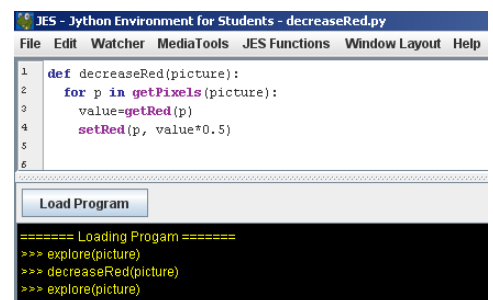 JES - Jython Environment for Students - decreaseRed.py
File Edit Watcher MediaTools JES Functions Window Layout Help
1 def decreaseRed(picture):
2 for p in getPixels(picture):
3 value=getRed(p)
4 setRed(p, value*0.5)
5
6
Load Program
======= Loading Progam =======
>>> explore(picture)
>>> decreaseRed(picture)
>>> explore(picture)